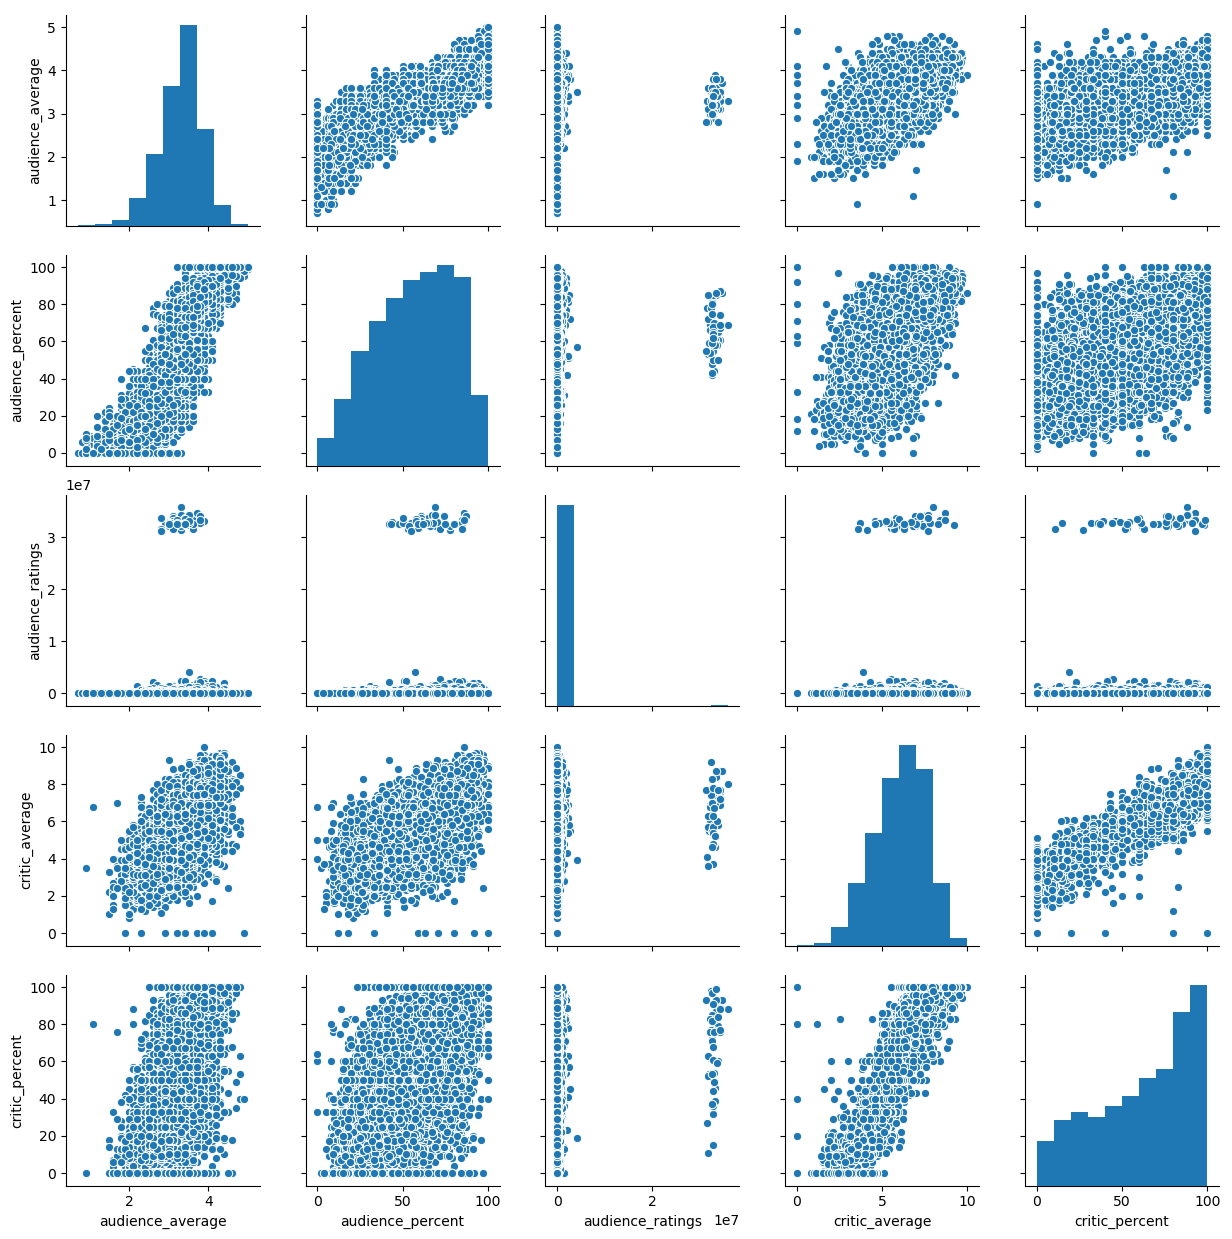 5
4
3
2
1
audience_average
100
80
60
40
20
0
audience_percent
1e7
3
2
1
0
audience_ratings
10
8
6
4
2
0
critic_average
100
80
60
40
20
0
critic_percent
2 4
0 50 100
0 2
0 5 10
0 50 100
1e7
audience_average audience_percent audience_ratings critic_average critic_percent